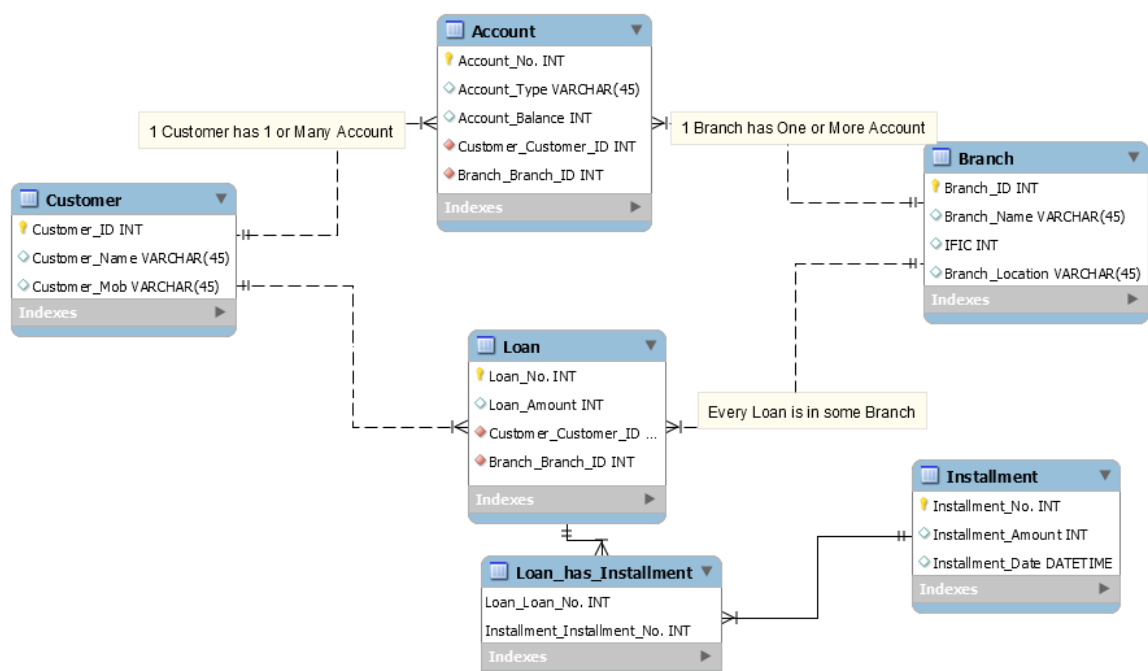 Account
Account_No. INT
Account_Type VARCHAR(45)
Account_Balance INT
Customer_Customer_ID INT
Branch_Branch_ID INT
Indexes
1 Customer has 1 or Many Account
1 Branch has One or More Account
Branch
Branch_ID INT
Branch_Name VARCHAR(45)
IFIC INT
Branch_Location VARCHAR(45)
Indexes
Customer
Customer_ID INT
Customer_Name VARCHAR(45)
Customer_Mob VARCHAR(45)
Indexes
Loan
Loan_No. INT
Loan_Amount INT
Customer_Customer_ID ...
Branch_Branch_ID INT
Indexes
Every Loan is in some Branch
Installment
Installment_No. INT
Installment_Amount INT
Installment_Date DATETIME
Indexes
Loan_has_Installment
Loan_Loan_No. INT
Installment_Installment_No. INT
Indexes